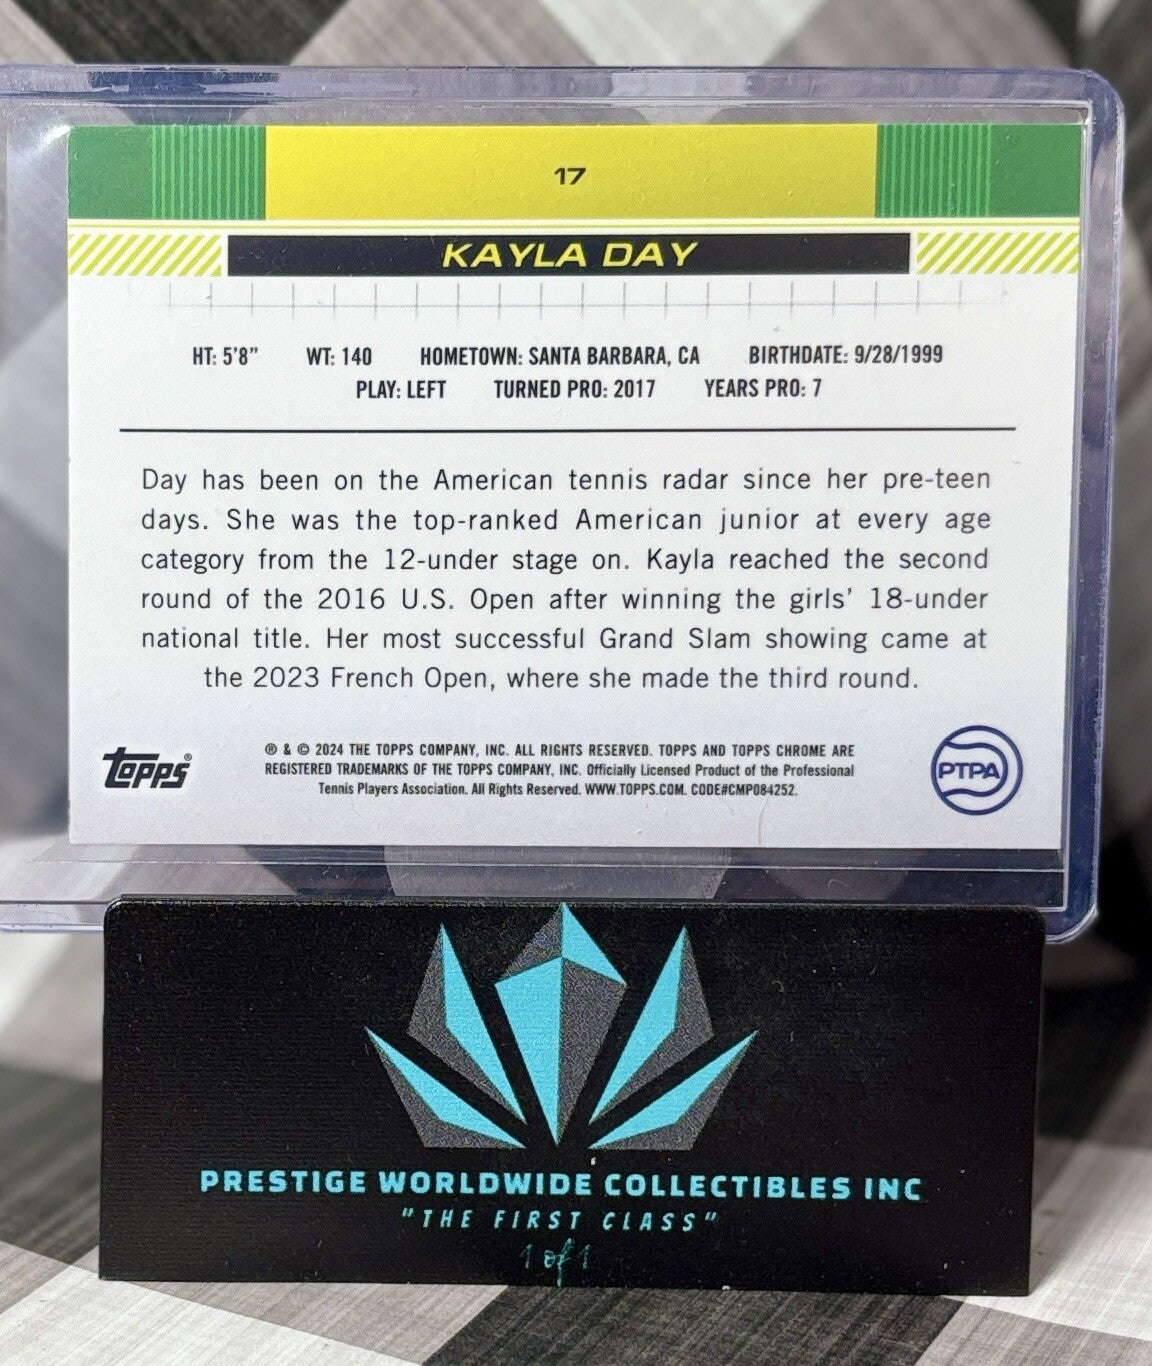 17
KAYLA DAY
HT: 5'8" WT: 140 HOMETOWN: SANTA BARBARA, CA BIRTHDATE: 9/28/1999
PLAY: LEFT TURNED PRO: 2017 YEARS PRO: 7
Day has been on the American tennis radar since her pre-teen
days. She was the top-ranked American junior at every age
category from the 12-under stage on. Kayla reached the second
round of the 2016 U.S. Open after winning the girls' 18-under
national title. Her most successful Grand Slam showing came at
the 2023 French Open, where she made the third round.
Topps®
® & © 2024 THE TOPPS COMPANY, INC. ALL RIGHTS RESERVED. TOPPS AND TOPPS CHROME ARE
REGISTERED TRADEMARKS OF THE TOPPS COMPANY, INC. Officially Licensed Product of the Professional
Tennis Players Association. All Rights Reserved. WWW.TOPPS.COM. CODE#CMP084252.
PTPA
PRESTIGE WORLDWIDE COLLECTIBLES INC
"THE FIRST CLASS"
1 of 1